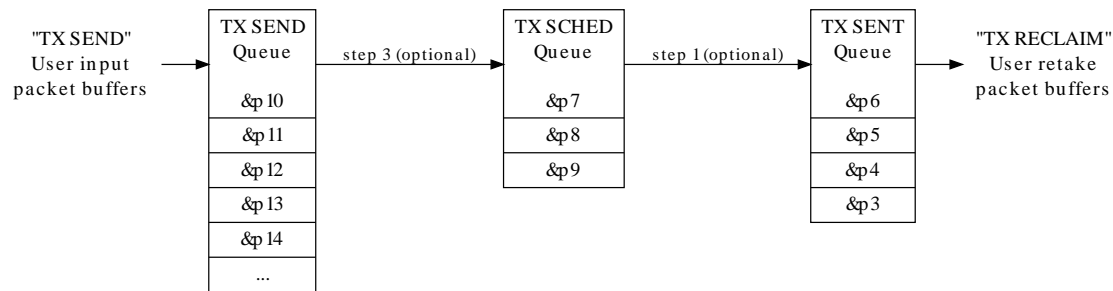 "TX SEND"
User input
packet buffers
TX SEND
Queue
&p10
&p11
&p12
&p13
&p14
...
step 3 (optional)
TX SCHED
Queue
&p7
&p8
&p9
step 1 (optional)
TX SENT
Queue
&p6
&p5
&p4
&p3
"TX RECLAIM"
User retake
packet buffers